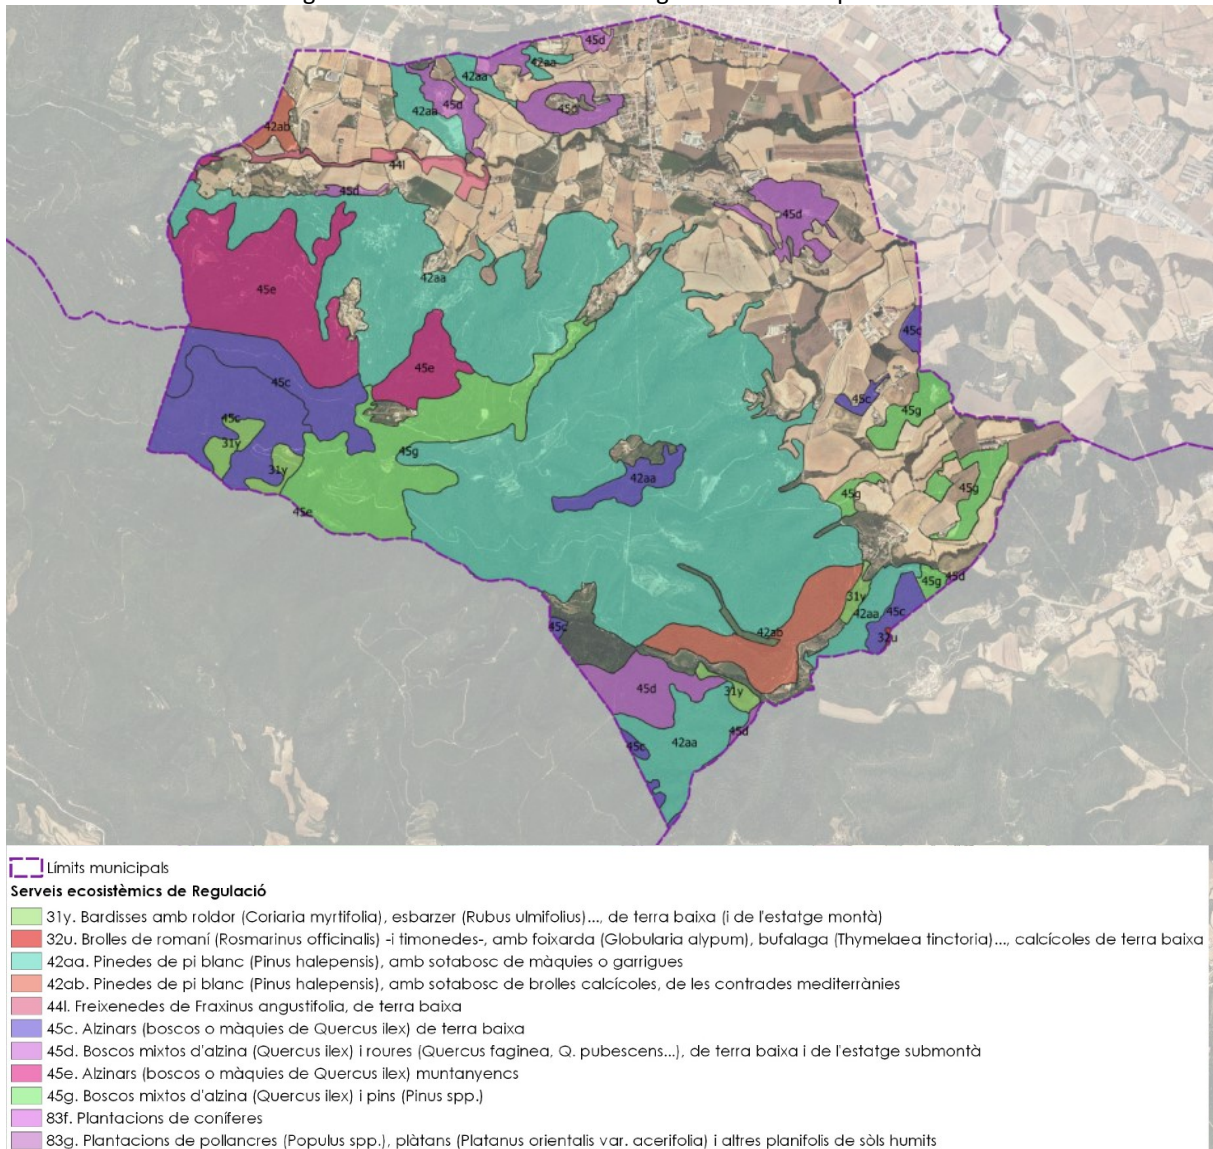 45d
42aa
42aa
42aa
45d
45d
42ab
44l
45d
45d
42aa
45e
45c
45e
45c
45c
45c
45g
31y
45g
31y
42aa
45g
45g
45e
45g
45d
31y
42aa
45c
45c
42ab
32u
45d
31y
45d
42aa
45c
Límits municipals
Serveis ecosistèmics de Regulació
31y. Bardisses amb roldor (Coriaria myrtifolia), esbarzer (Rubus ulmifolius)..., de terra baixa (i de l'estatge montà)
32u. Brolles de romaní (Rosmarinus officinalis) -i timonedes-, amb foixarda (Globularia alypum), bufalaga (Thymelaea tinctoria)..., calcícoles de terra baixa
42aa. Pinedes de pi blanc (Pinus halepensis), amb sotabosc de màquies o garrigues
42ab. Pinedes de pi blanc (Pinus halepensis), amb sotabosc de brolles calcícoles, de les contrades mediterrànies
44l. Freixenedes de Fraxinus angustifolia, de terra baixa
45c. Alzinars (boscos o màquies de Quercus ilex) de terra baixa
45d. Boscos mixtos d'alzina (Quercus ilex) i roures (Quercus faginea, Q. pubescens...), de terra baixa i de l'estatge submontà
45e. Alzinars (boscos o màquies de Quercus ilex) muntanyencs
45g. Boscos mixtos d'alzina (Quercus ilex) i pins (Pinus spp.)
83f. Plantacions de coníferes
83g. Plantacions de pollancres (Populus spp.), plàtans (Platanus orientalis var. acerifolia) i altres planifolis de sòls humits